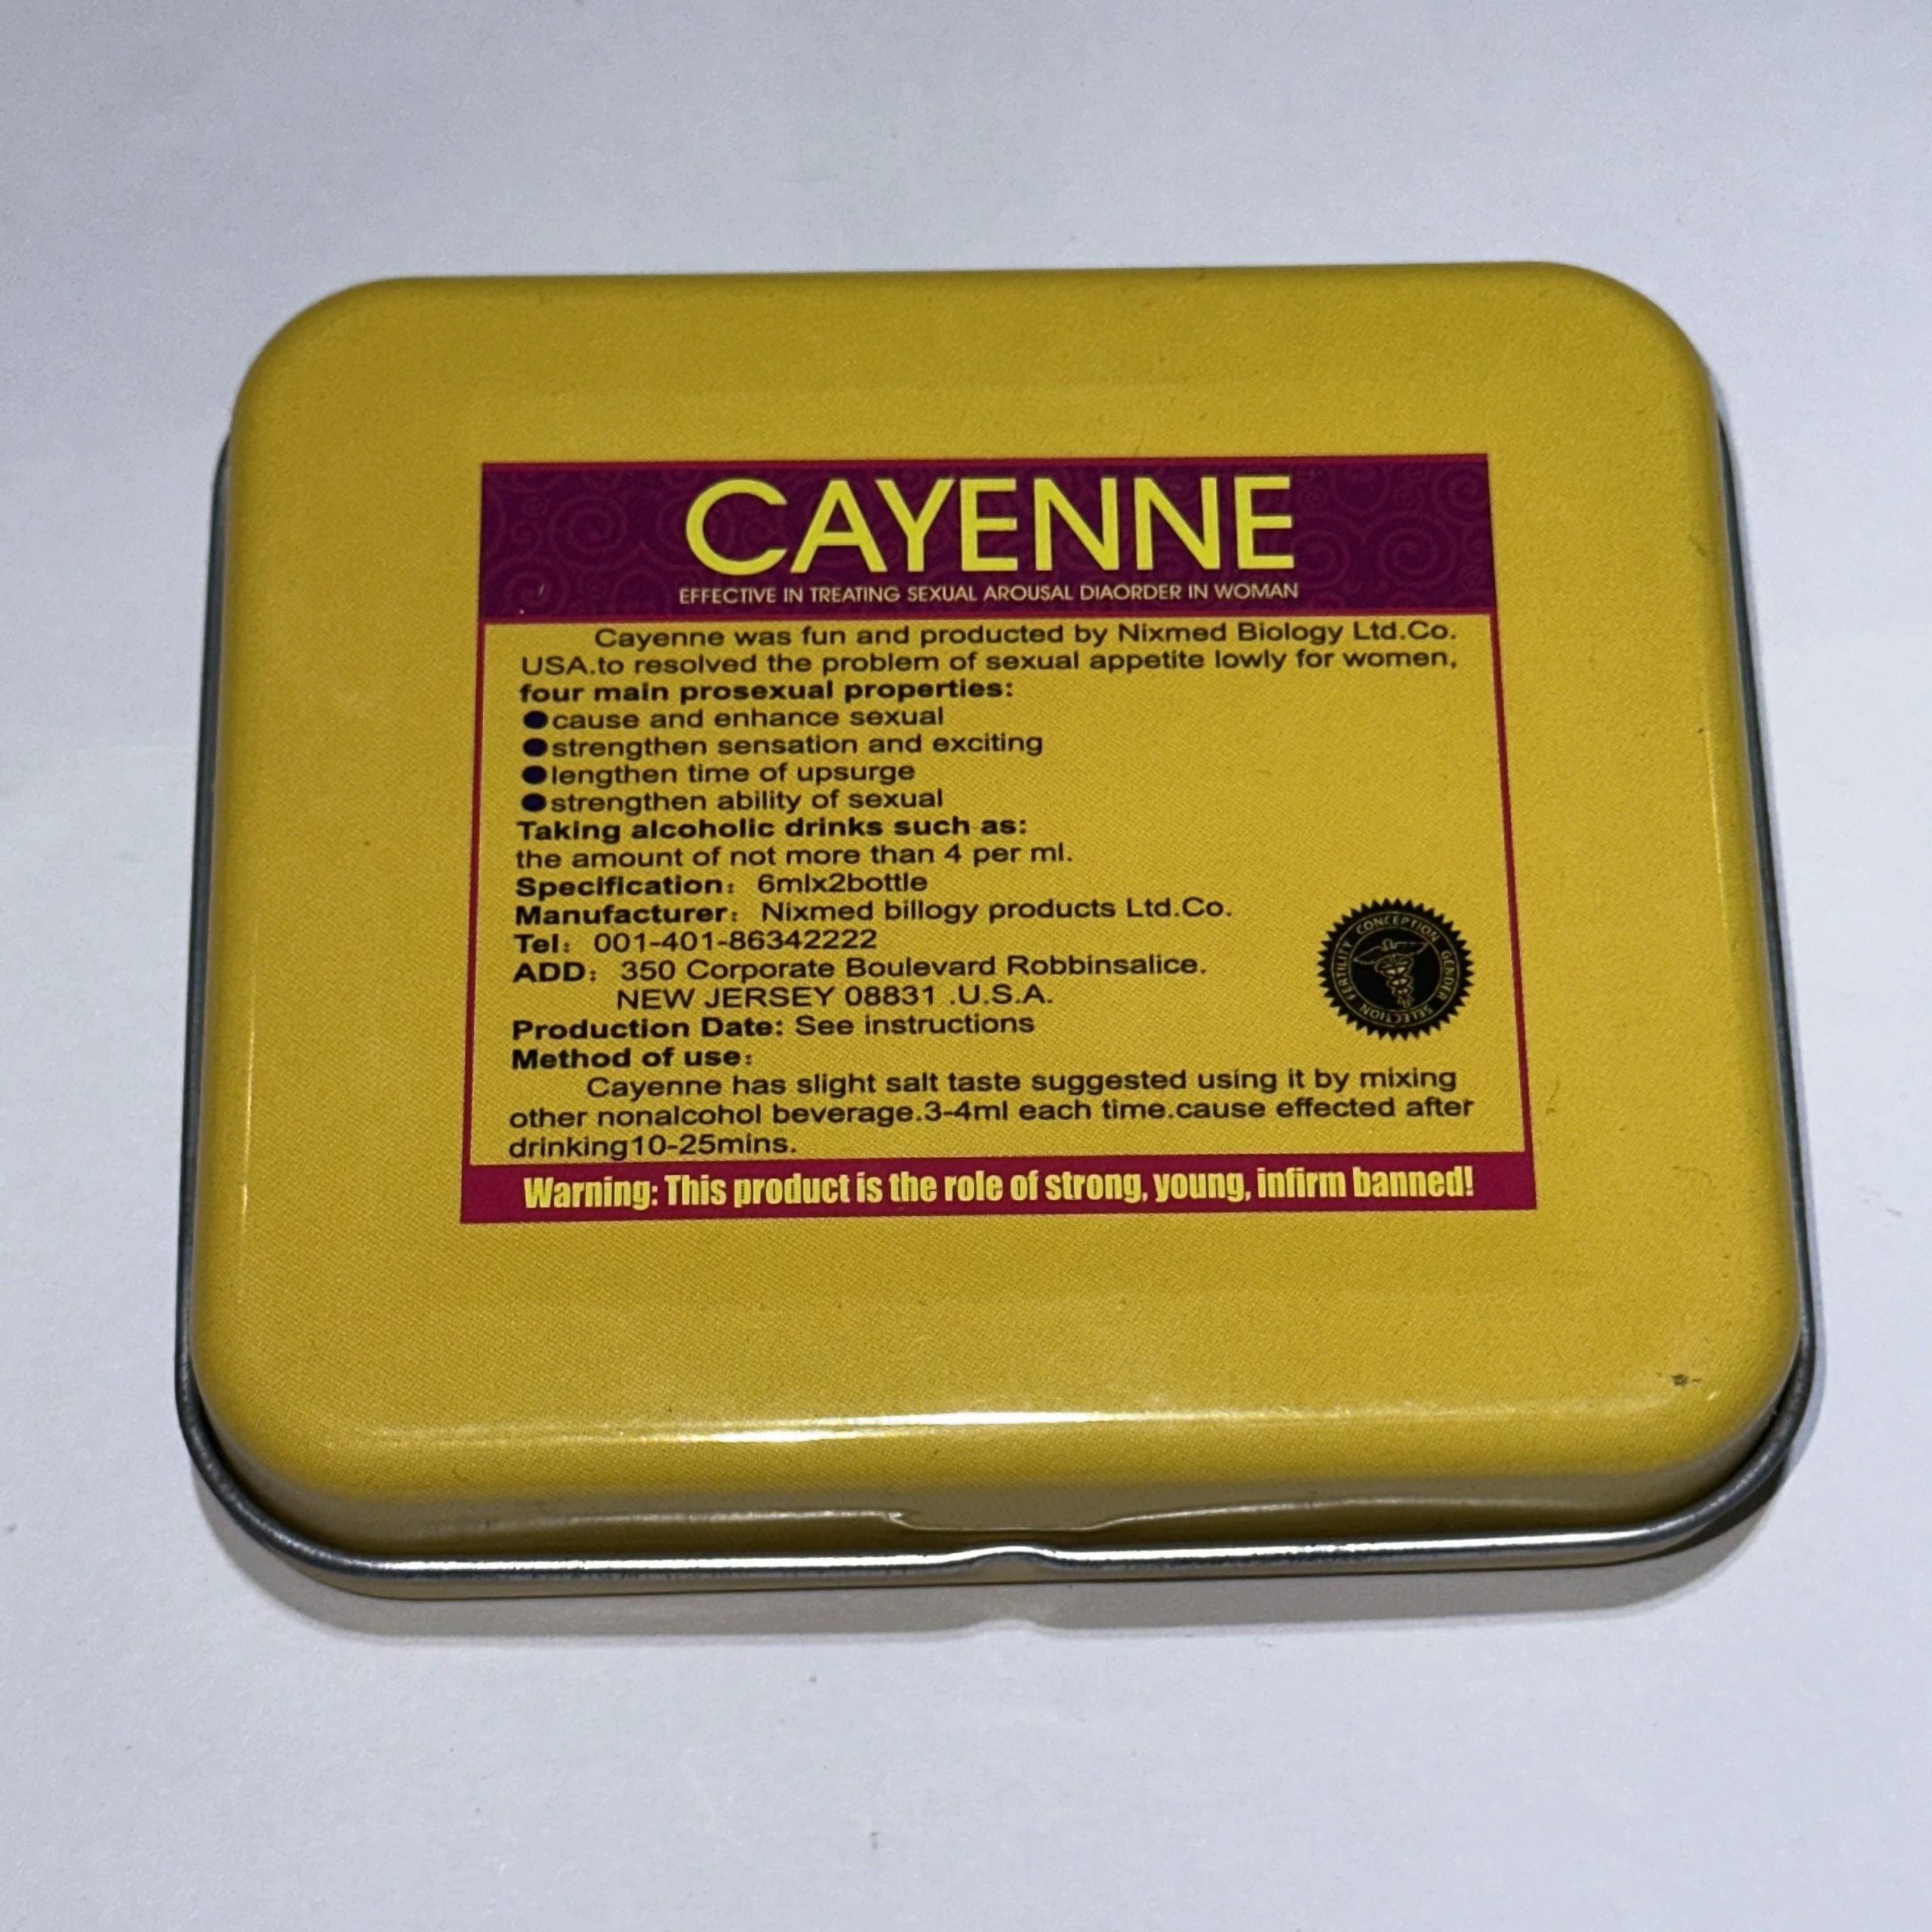 CAYENNE
EFFECTIVE IN TREATING SEXUAL AROUSAL DIAORDER IN WOMAN
Cayenne was fun and producted by Nixmed Biology Ltd.Co.
USA.to resolved the problem of sexual appetite lowly for women,
four main prosexual properties:
●cause and enhance sexual
●strengthen sensation and exciting
●lengthen time of upsurge
●strengthen ability of sexual
Taking alcoholic drinks such as:
the amount of not more than 4 per ml.
Specification: 6mlx2bottle
Manufacturer: Nixmed billogy products Ltd.Co.
Tel: 001-401-86342222
ADD: 350 Corporate Boulevard Robbinsalice.
NEW JERSEY 08831 .U.S.A.
Production Date: See instructions
Method of use:
Cayenne has slight salt taste suggested using it by mixing
other nonalcohol beverage.3-4ml each time.cause effected after
drinking10-25mins.
FERTILITY CONCEPTION GENDER SELECTION
Warning: This product is the role of strong, young, infirm banned!